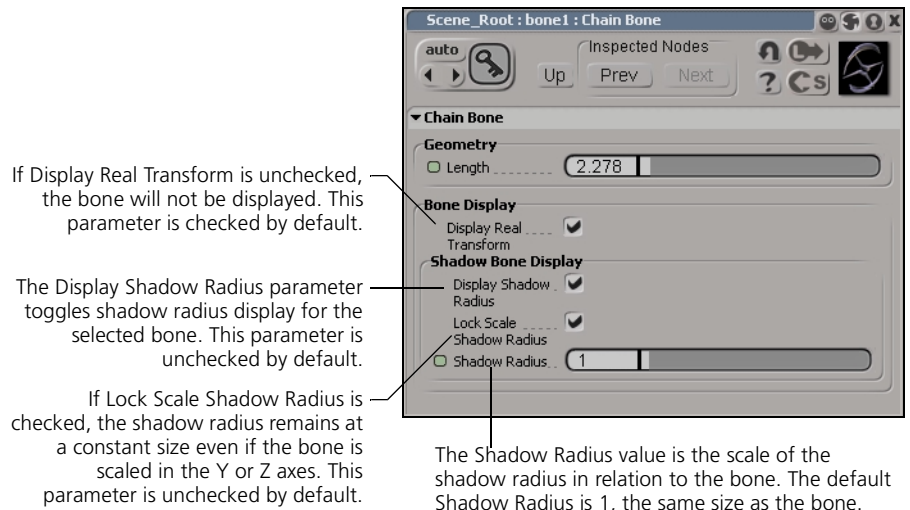 Scene_Root : bone1 : Chain Bone
auto
Inspected Nodes
Up
Prev
Next
?
S
Chain Bone
Geometry
Length
2.278
Bone Display
Display Real
Transform
Shadow Bone Display
Display Shadow
Radius
Lock Scale
Shadow Radius
Shadow Radius
1
If Display Real Transform is unchecked,
the bone will not be displayed. This
parameter is checked by default.
The Display Shadow Radius parameter
toggles shadow radius display for the
selected bone. This parameter is
unchecked by default.
If Lock Scale Shadow Radius is
checked, the shadow radius remains at
a constant size even if the bone is
scaled in the Y or Z axes. This
parameter is unchecked by default.
The Shadow Radius value is the scale of the
shadow radius in relation to the bone. The default
Shadow Radius is 1, the same size as the bone.